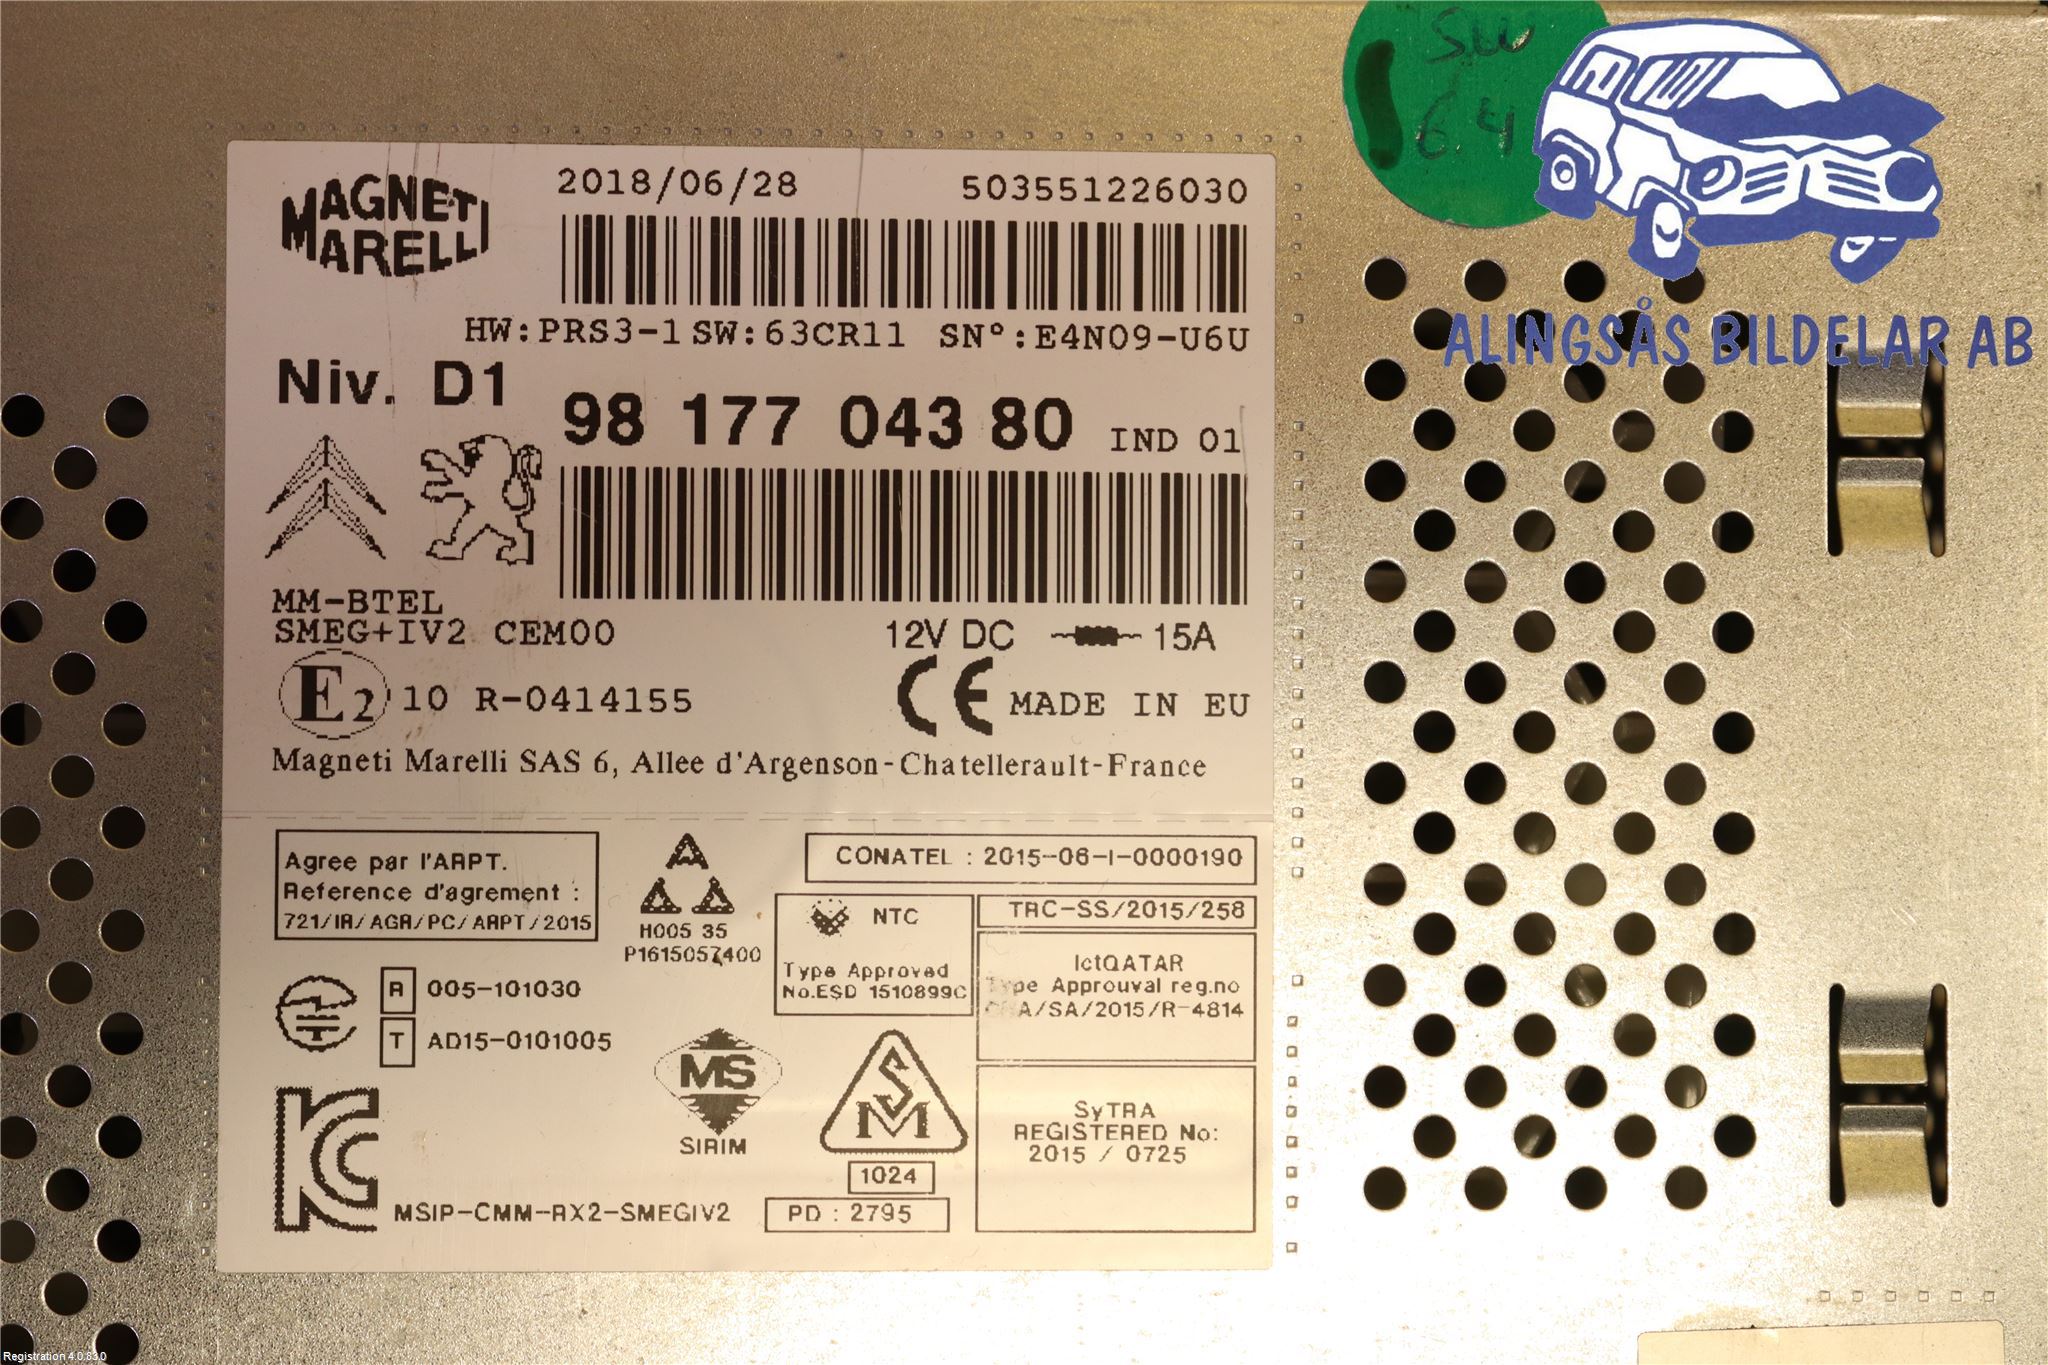 SW
6.4
ALINGSÅS BILDELAR AB
MAGNETI
MARELLI
2018/06/28
503551226030
HW:PRS3-1 SW:63CR11 SN°:E4N09-U6U
Niv. D1
98 177 043 80 IND 01
MM-BTEL
SMEG+IV2 CEM00
12V DC 15A
E2 10 R-0414155
CE MADE IN EU
Magneti Marelli SAS 6, Allee d'Argenson-Chatellerault-France
Agree par l'ARPT.
Reference d'agrement :
721/IR/AGR/PC/ARPT/2015
H005 35
P1615057400
CONATEL : 2015-06-I-0000190
NTC
Type Approved
No.ESD 1510899C
TRC-SS/2015/258
IctQATAR
Type Approuval reg.no
/SA/2015/R-4814
R 005-101030
T AD15-0101005
MS
SIRIM
SM
1024
PD : 2795
SyTRA
REGISTERED No:
2015 / 0725
KC
MSIP-CMM-RX2-SMEGIV2
Registration 4.0.83.0